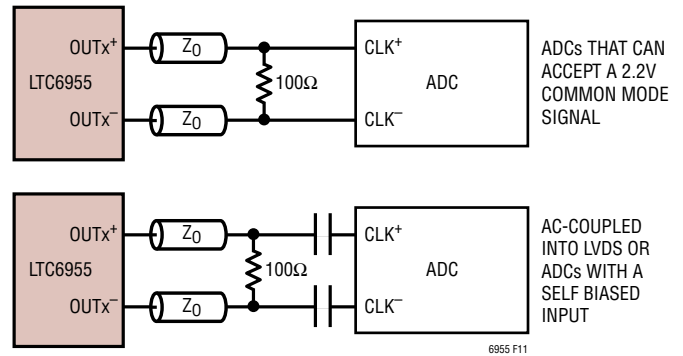 OUTx+
Z0
CLK+
LTC6955
100Ω
ADC
OUTx–
Z0
CLK–
ADCs THAT CAN
ACCEPT A 2.2V
COMMON MODE
SIGNAL
OUTx+
Z0
CLK+
LTC6955
100Ω
ADC
OUTx–
Z0
CLK–
AC-COUPLED
INTO LVDS OR
ADCs WITH A
SELF BIASED
INPUT
6955 F11